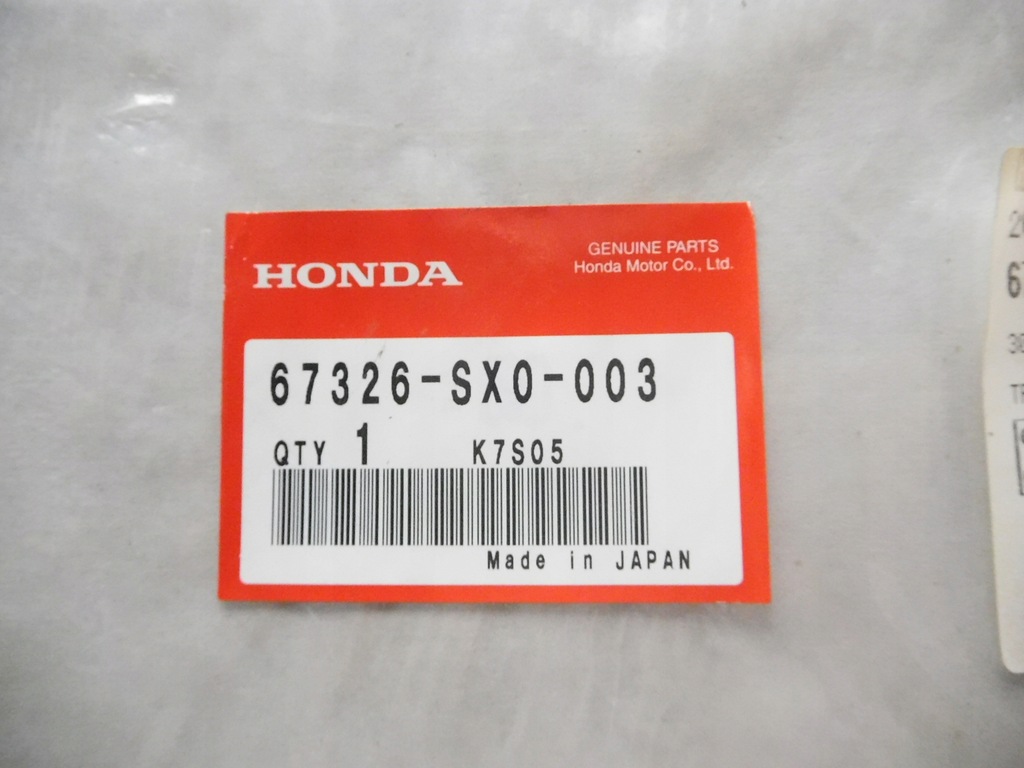 HONDA
GENUINE PARTS
Honda Motor Co., Ltd.
67326-SX0-003
QTY 1 K7S05
Made in JAPAN